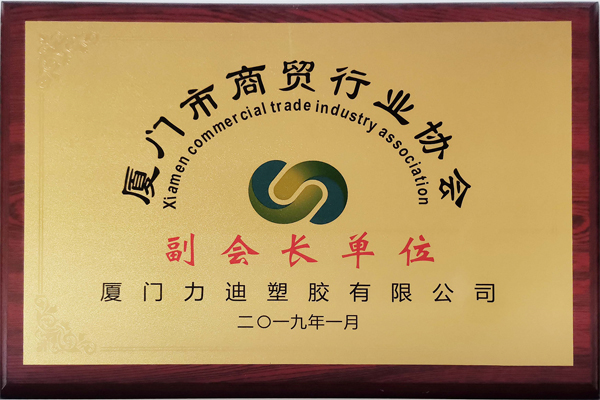 厦门市商贸行业协会
Xiamen commercial trade industry association
副会长单位
厦门力迪塑胶有限公司
二〇一九年一月